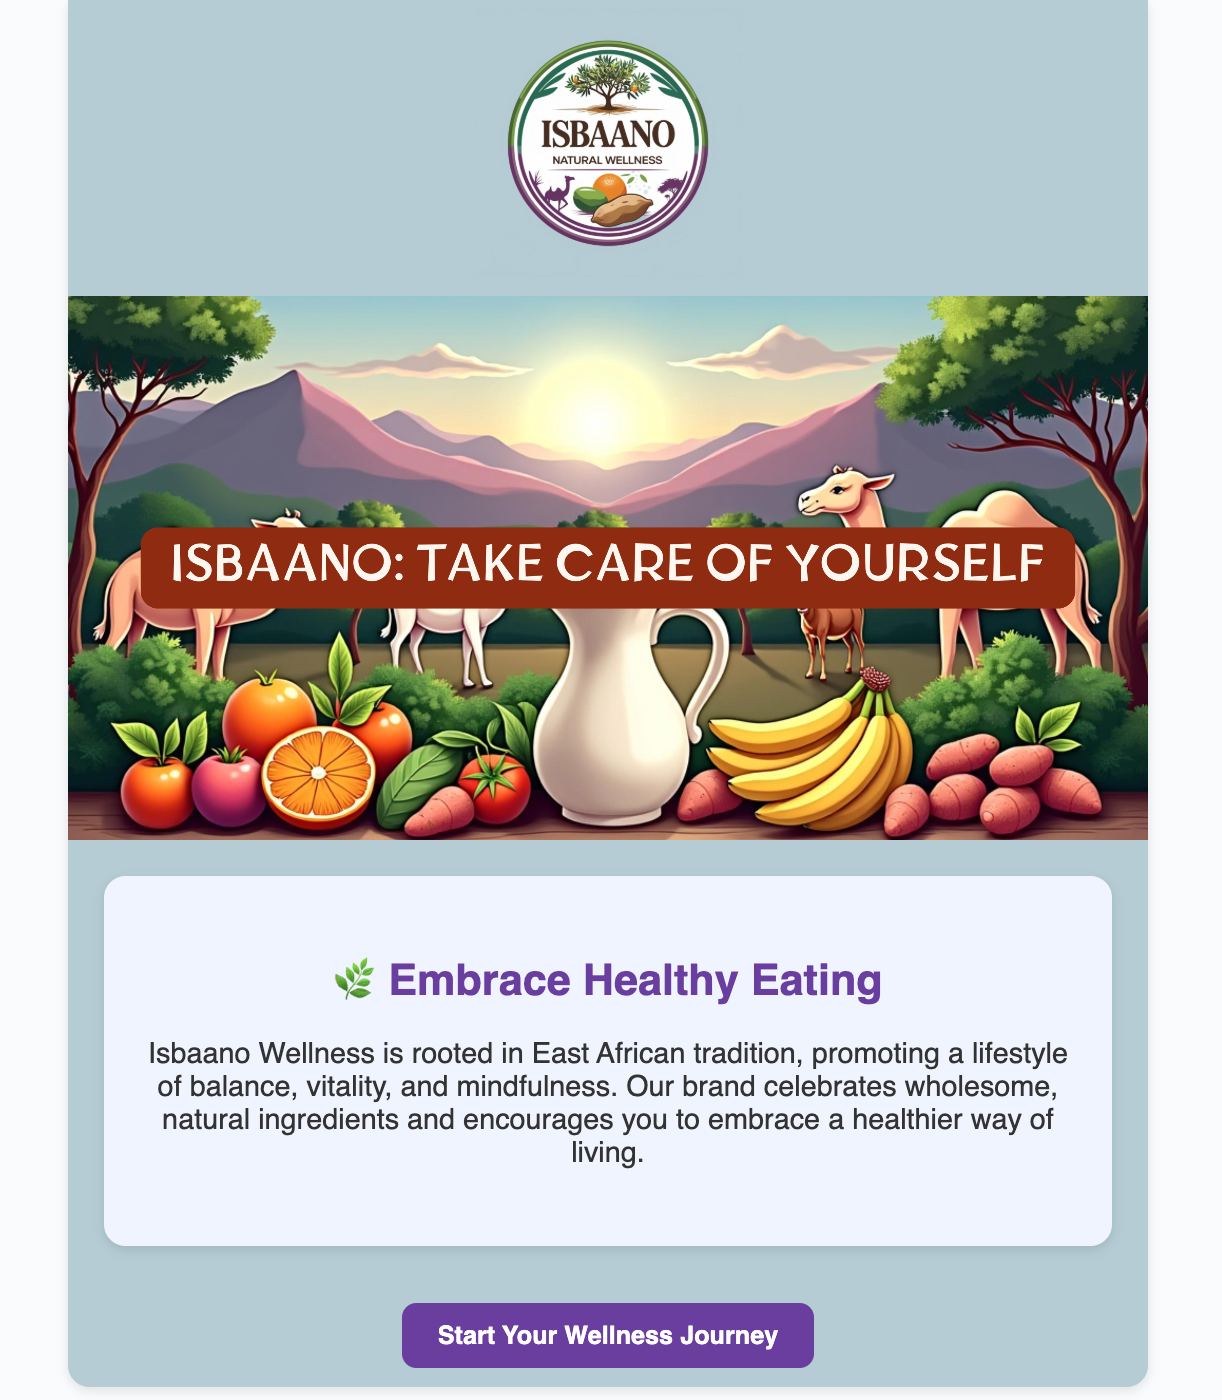 ISBAANO
NATURAL WELLNESS
ISBAANO: TAKE CARE OF YOURSELF
🌿 Embrace Healthy Eating
Isbaano Wellness is rooted in East African tradition, promoting a lifestyle
of balance, vitality, and mindfulness. Our brand celebrates wholesome,
natural ingredients and encourages you to embrace a healthier way of
living.
Start Your Wellness Journey